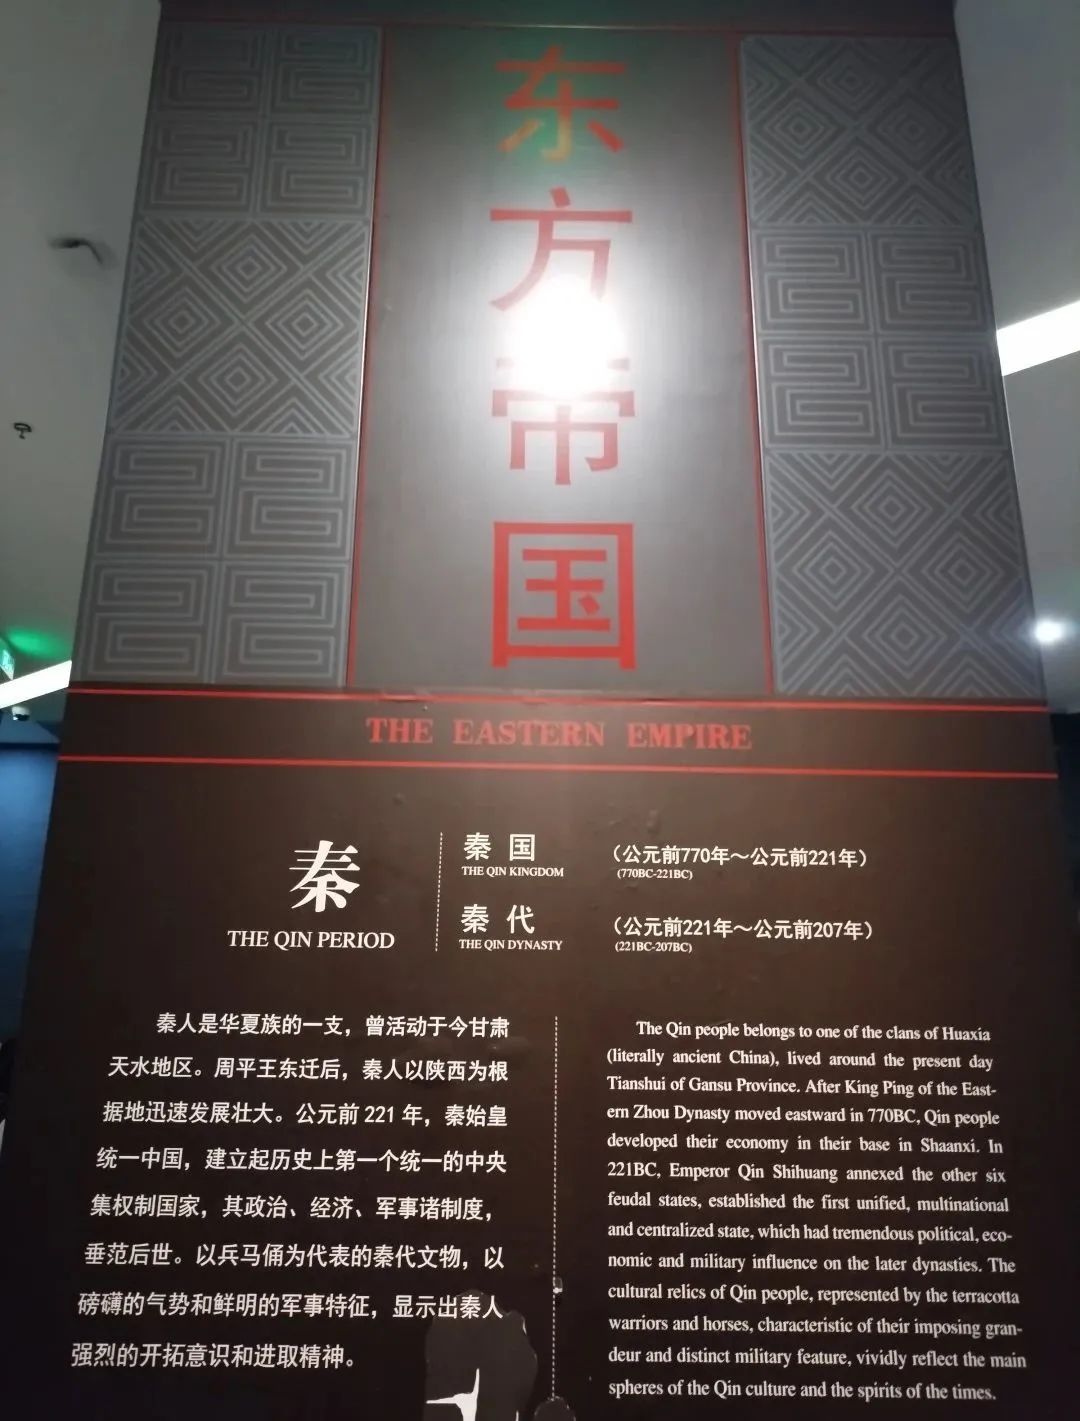 东方帝国
THE EASTERN EMPIRE
秦
THE QIN PERIOD
秦国
THE QIN KINGDOM
（公元前770年～公元前221年）
(770BC-221BC)
秦代
THE QIN DYNASTY
（公元前221年～公元前207年）
(221BC-207BC)
秦人是华夏族的一支，曾活动于今甘肃
天水地区。周平王东迁后，秦人以陕西为根
据地迅速发展壮大。公元前 221 年，秦始皇
统一中国，建立起历史上第一个统一的中央
集权制国家，其政治、经济、军事诸制度，
垂范后世。以兵马俑为代表的秦代文物，以
磅礴的气势和鲜明的军事特征，显示出秦人
强烈的开拓意识和进取精神。
The Qin people belongs to one of the clans of Huaxia
(literally ancient China), lived around the present day
Tianshui of Gansu Province. After King Ping of the East-
ern Zhou Dynasty moved eastward in 770BC, Qin people
developed their economy in their base in Shaanxi. In
221BC, Emperor Qin Shihuang annexed the other six
feudal states, established the first unified, multinational
and centralized state, which had tremendous political, eco-
nomic and military influence on the later dynasties. The
cultural relics of Qin people, represented by the terracotta
warriors and horses, characteristic of their imposing gran-
deur and distinct military feature, vividly reflect the main
spheres of the Qin culture and the spirits of the times.